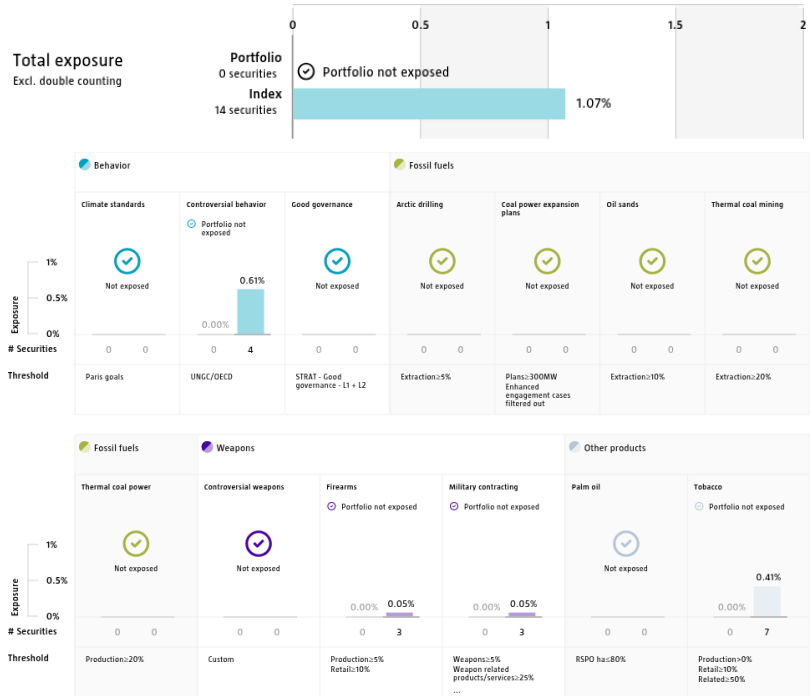 0 0.5 1 1.5 2
Total exposure
Excl. double counting
Portfolio
0 securities
Portfolio not exposed
Index
14 securities
1.07%
Behavior
Fossil fuels
Climate standards
Controversial behavior
Good governance
Arctic drilling
Coal power expansion
plans
Oil sands
Thermal coal mining
Portfolio not
exposed
Exposure
1%
0.5%
0%
Not exposed
0.00%
0.61%
Not exposed
Not exposed
Not exposed
Not exposed
Not exposed
# Securities
0 0 0 4 0 0 0 0 0 0 0 0 0 0
Threshold
Paris goals
UNGC/OECD
STRAT - Good
governance - L1 + L2
Extraction≥5%
Plans≥300MW
Enhanced
engagement cases
filtered out
Extraction≥10%
Extraction≥20%
Fossil fuels
Weapons
Other products
Thermal coal power
Controversial weapons
Firearms
Military contracting
Palm oil
Tobacco
Portfolio not exposed
Portfolio not exposed
Portfolio not exposed
Exposure
1%
0.5%
0%
Not exposed
Not exposed
0.00%
0.05%
0.00%
0.05%
Not exposed
0.00%
0.41%
# Securities
0 0 0 0 0 3 0 3 0 0 0 7
Threshold
Production≥20%
Custom
Production≥5%
Retail≥10%
Weapons≥5%
Weapon related
products/services≥25%
...
RSPO ha≤80%
Production>0%
Retail≥10%
Related≥50%